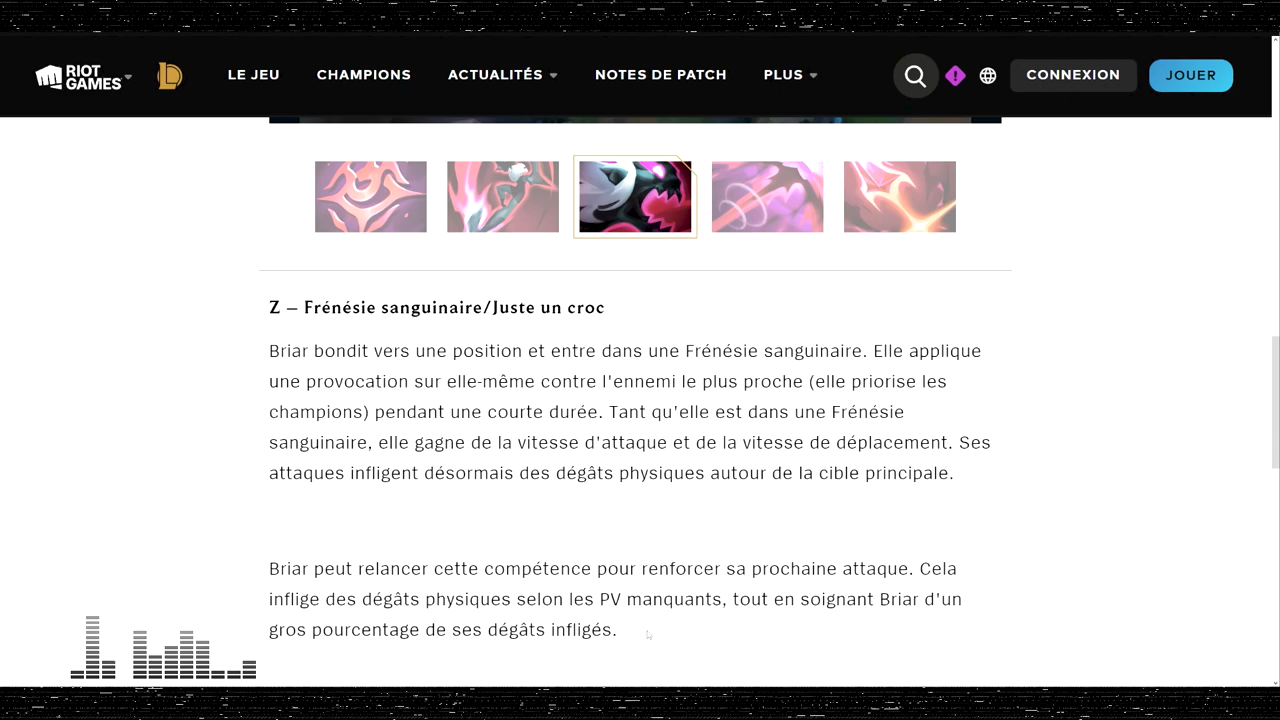 RIOT GAMES
LE JEU
CHAMPIONS
ACTUALITÉS
NOTES DE PATCH
PLUS
CONNEXION
JOUER
Z – Frénésie sanguinaire/Juste un croc
Briar bondit vers une position et entre dans une Frénésie sanguinaire. Elle applique
une provocation sur elle-même contre l'ennemi le plus proche (elle priorise les
champions) pendant une courte durée. Tant qu'elle est dans une Frénésie
sanguinaire, elle gagne de la vitesse d'attaque et de la vitesse de déplacement. Ses
attaques infligent désormais des dégâts physiques autour de la cible principale.
Briar peut relancer cette compétence pour renforcer sa prochaine attaque. Cela
inflige des dégâts physiques selon les PV manquants, tout en soignant Briar d'un
gros pourcentage de ses dégâts infligés.